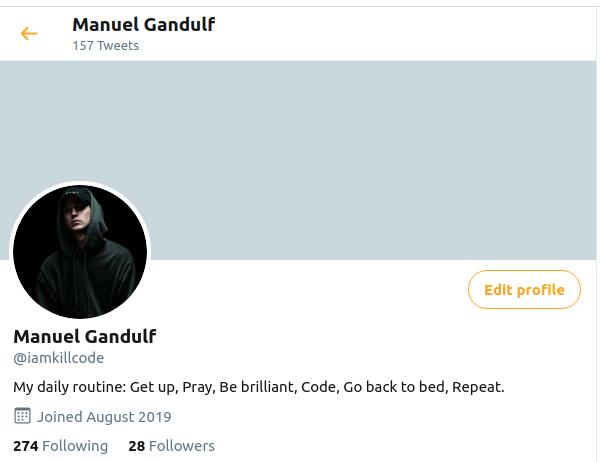 Manuel Gandulf
157 Tweets
Edit profile
Manuel Gandulf
@iamkillcode
My daily routine: Get up, Pray, Be brilliant, Code, Go back to bed, Repeat.
Joined August 2019
274 Following 28 Followers